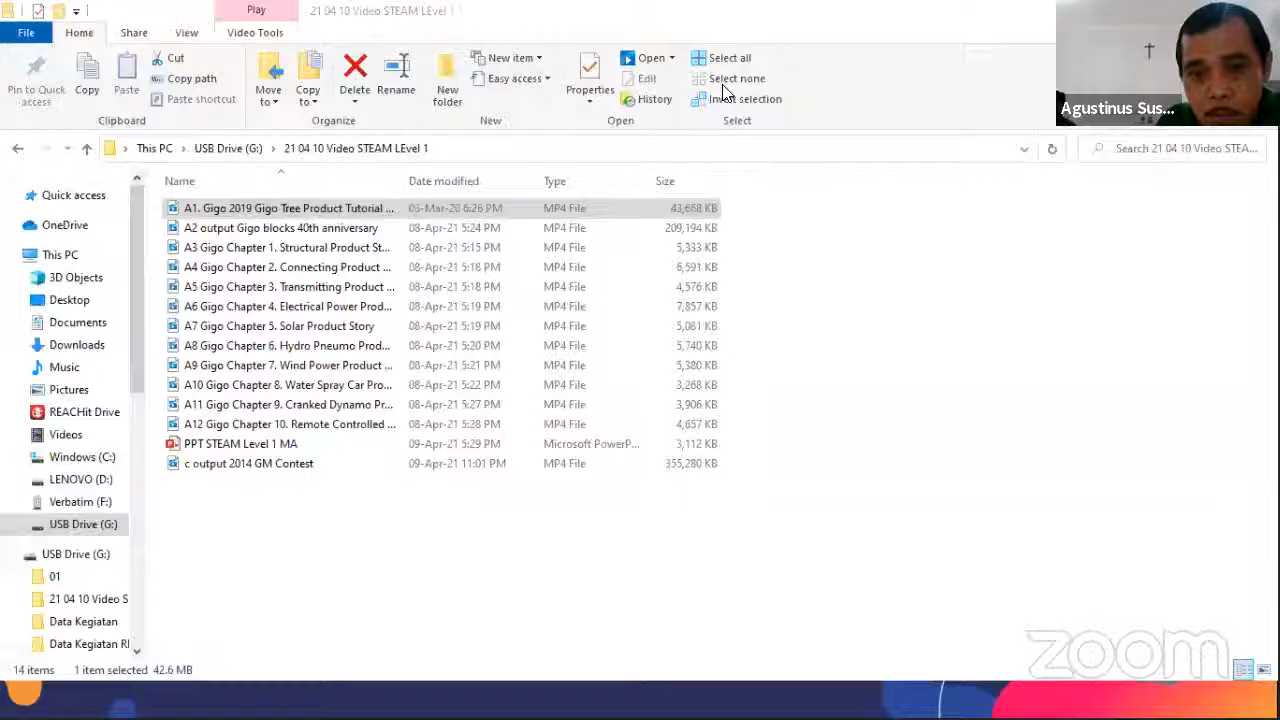 Play
21 04 10 Video STEAM LEvel 1
File
Home
Share
View
Video Tools
Pin to Quick access
Copy
Paste
Cut
Copy path
Paste shortcut
Clipboard
Move to
Copy to
Delete
Rename
Organize
New folder
New item
Easy access
New
Properties
Open
Edit
History
Open
Select all
Select none
Invert selection
Select
Agustinus Sus...
This PC
USB Drive (G:)
21 04 10 Video STEAM LEvel 1
Search 21 04 10 Video STEA...
Name
Date modified
Type
Size
A1. Gigo 2019 Gigo Tree Product Tutorial ... 06-Mar-20 6:26 PM MP4 File 43,668 KB
A2 output Gigo blocks 40th anniversary 08-Apr-21 5:24 PM MP4 File 209,194 KB
A3 Gigo Chapter 1. Structural Product St... 08-Apr-21 5:15 PM MP4 File 5,333 KB
A4 Gigo Chapter 2. Connecting Product ... 08-Apr-21 5:18 PM MP4 File 6,591 KB
A5 Gigo Chapter 3. Transmitting Product ... 08-Apr-21 5:18 PM MP4 File 4,576 KB
A6 Gigo Chapter 4. Electrical Power Prod... 08-Apr-21 5:19 PM MP4 File 7,857 KB
A7 Gigo Chapter 5. Solar Product Story 08-Apr-21 5:19 PM MP4 File 5,081 KB
A8 Gigo Chapter 6. Hydro Pneumo Prod... 08-Apr-21 5:20 PM MP4 File 5,740 KB
A9 Gigo Chapter 7. Wind Power Product ... 08-Apr-21 5:21 PM MP4 File 5,380 KB
A10 Gigo Chapter 8. Water Spray Car Pro... 08-Apr-21 5:22 PM MP4 File 3,268 KB
A11 Gigo Chapter 9. Cranked Dynamo Pr... 08-Apr-21 5:27 PM MP4 File 3,906 KB
A12 Gigo Chapter 10. Remote Controlled ... 08-Apr-21 5:28 PM MP4 File 4,657 KB
PPT STEAM Level 1 MA 09-Apr-21 5:29 PM Microsoft PowerP... 3,112 KB
c output 2014 GM Contest 09-Apr-21 11:01 PM MP4 File 355,280 KB
Quick access
OneDrive
This PC
3D Objects
Desktop
Documents
Downloads
Music
Pictures
REACHit Drive
Videos
Windows (C:)
LENOVO (D:)
Verbatim (F:)
USB Drive (G:)
USB Drive (G:)
01
21 04 10 Video S
Data Kegiatan
Data Kegiatan RI
14 items
1 item selected 42.6 MB
zoom